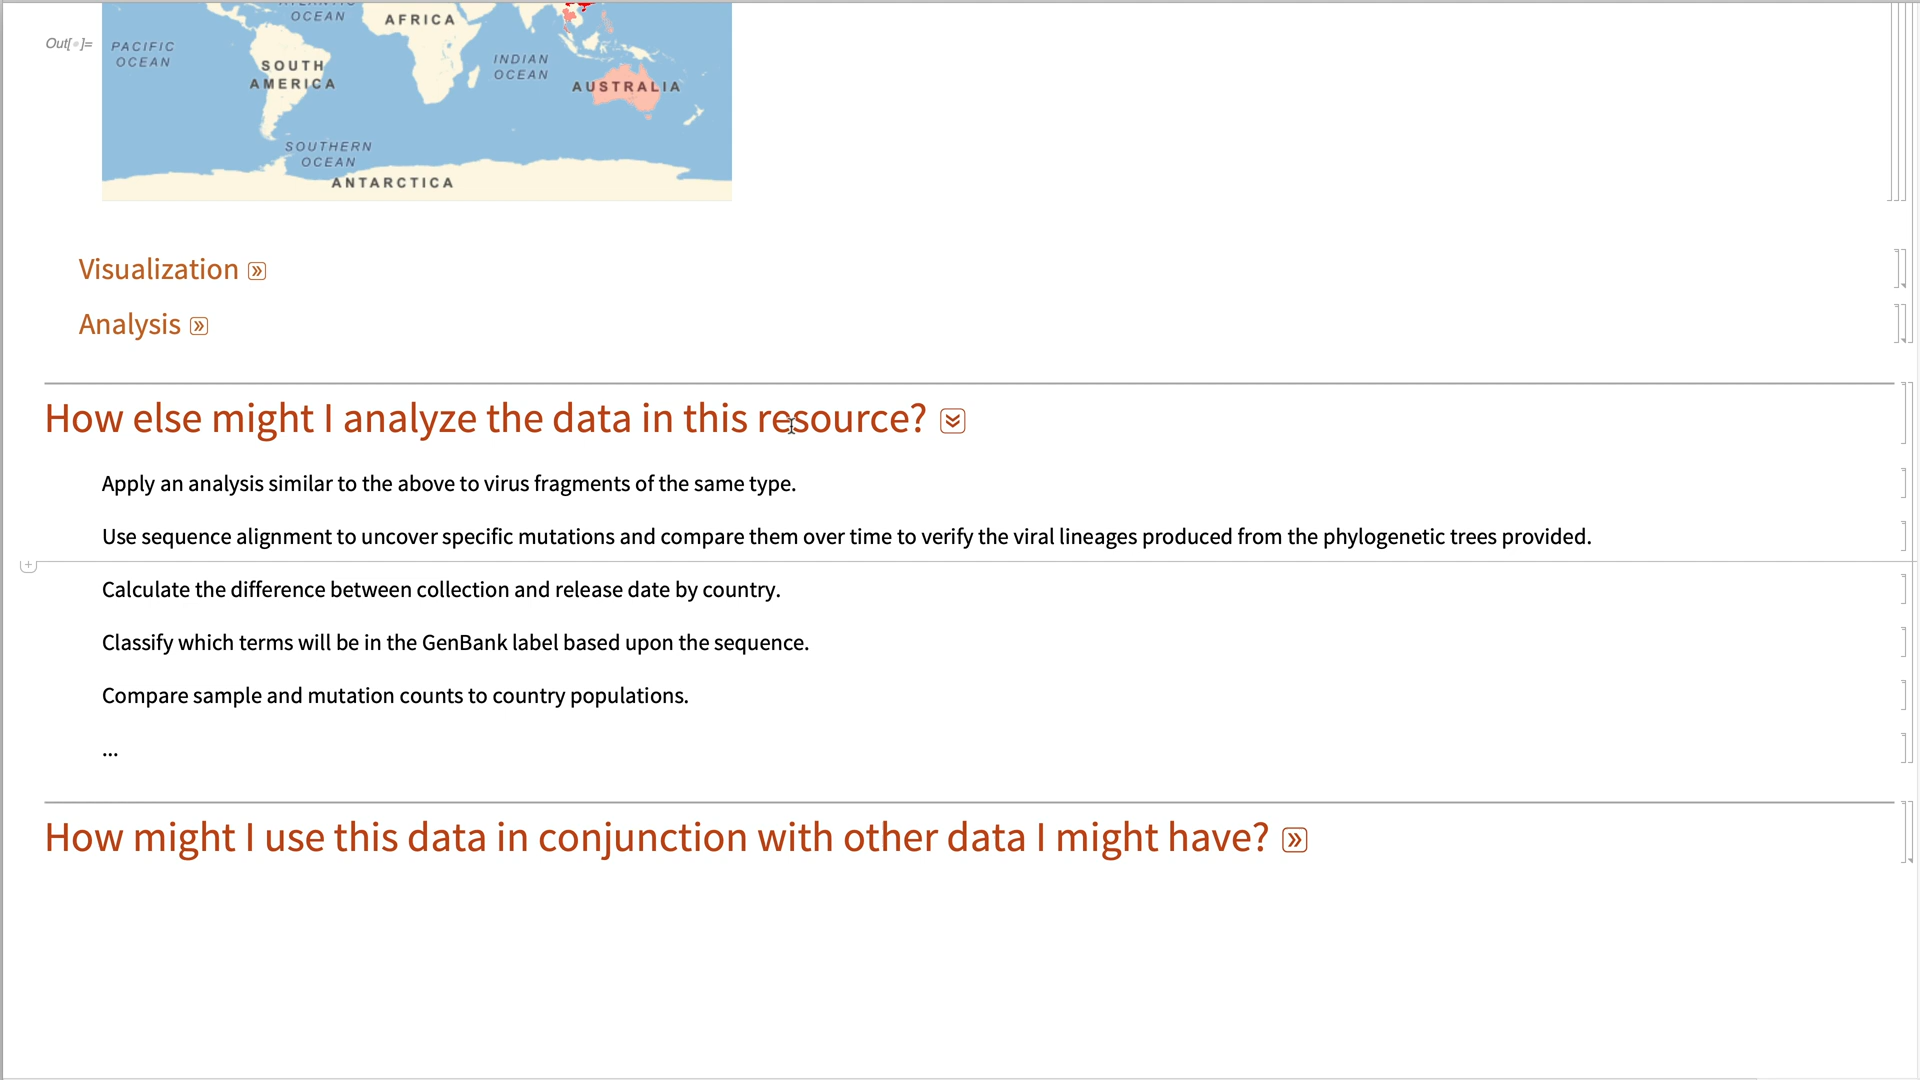 OCEAN
AFRICA
Out[ ]=
PACIFIC
OCEAN
SOUTH
AMERICA
INDIAN
OCEAN
AUSTRALIA
SOUTHERN
OCEAN
ANTARCTICA
Visualization
Analysis
How else might I analyze the data in this resource?
Apply an analysis similar to the above to virus fragments of the same type.
Use sequence alignment to uncover specific mutations and compare them over time to verify the viral lineages produced from the phylogenetic trees provided.
Calculate the difference between collection and release date by country.
Classify which terms will be in the GenBank label based upon the sequence.
Compare sample and mutation counts to country populations.
...
How might I use this data in conjunction with other data I might have?